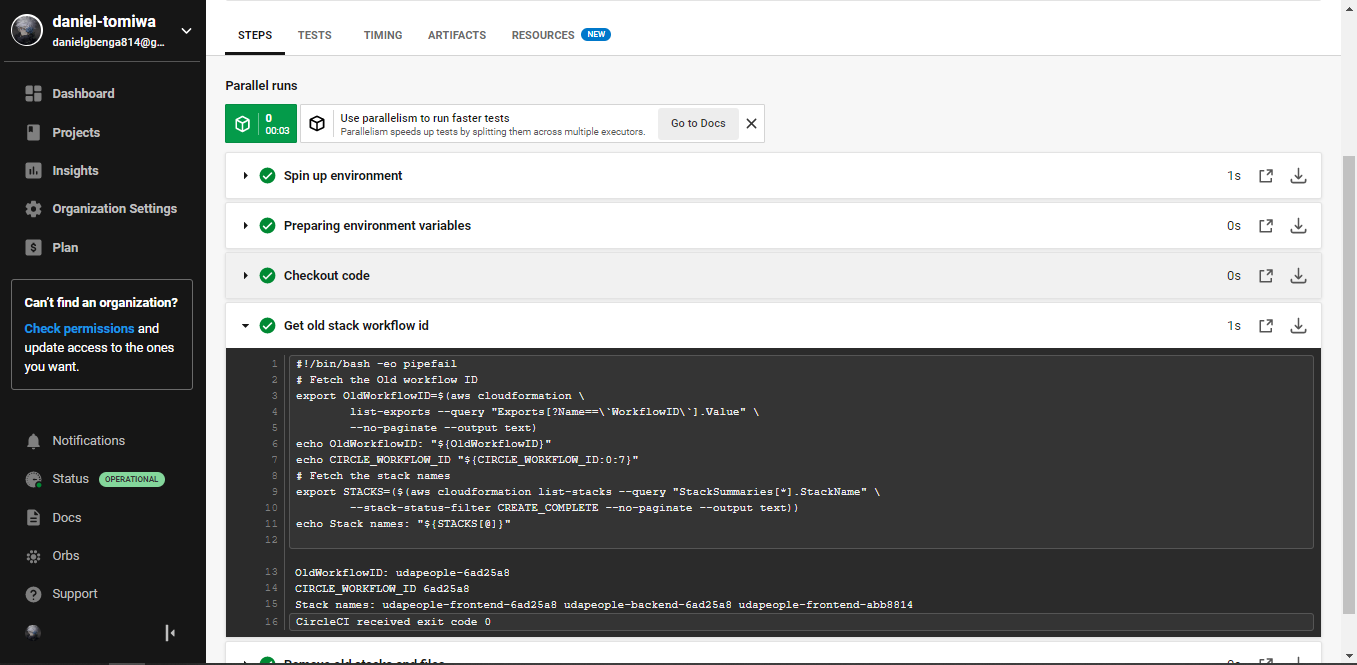 daniel-tomiwa
danielgbenga814@g...
Dashboard
Projects
Insights
Organization Settings
Plan
Can't find an organization?
Check permissions and
update access to the ones
you want.
Notifications
Status OPERATIONAL
Docs
Orbs
Support
STEPS TESTS TIMING ARTIFACTS RESOURCES NEW
Parallel runs
0
00:03
Use parallelism to run faster tests
Parallelism speeds up tests by splitting them across multiple executors.
Go to Docs
Spin up environment 1s
Preparing environment variables 0s
Checkout code 0s
Get old stack workflow id 1s
1 #!/bin/bash -eo pipefail
2 # Fetch the Old workflow ID
3 export OldWorkflowID=$(aws cloudformation \
4 list-exports --query "Exports[?Name==\`WorkflowID\`].Value" \
5 --no-paginate --output text)
6 echo OldWorkflowID: "${OldWorkflowID}"
7 echo CIRCLE_WORKFLOW_ID "${CIRCLE_WORKFLOW_ID:0:7}"
8 # Fetch the stack names
9 export STACKS=($(aws cloudformation list-stacks --query "StackSummaries[*].StackName" \
10 --stack-status-filter CREATE_COMPLETE --no-paginate --output text))
11 echo Stack names: "${STACKS[@]}"
12
13 OldWorkflowID: udapeople-6ad25a8
14 CIRCLE_WORKFLOW_ID 6ad25a8
15 Stack names: udapeople-frontend-6ad25a8 udapeople-backend-6ad25a8 udapeople-frontend-abb8814
16 CircleCI received exit code 0
Remove old stacks and files 0s